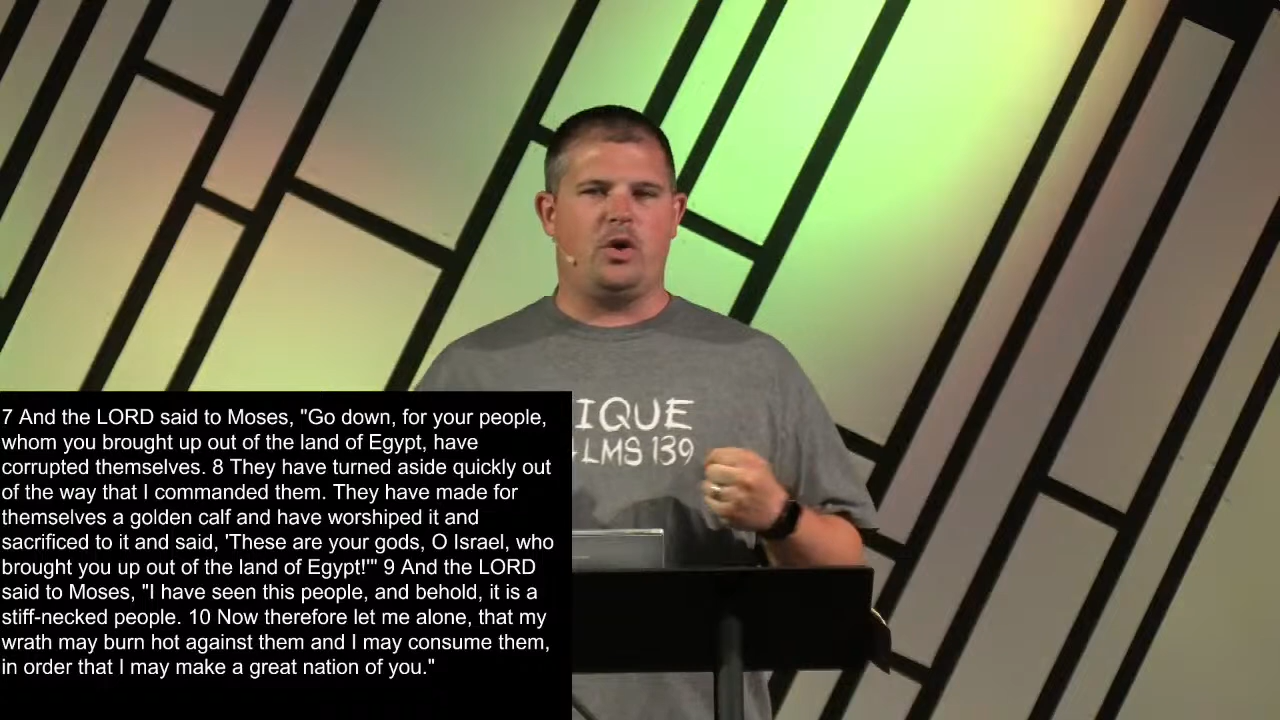 IQUE
LMS 139
7 And the LORD said to Moses, "Go down, for your people,
whom you brought up out of the land of Egypt, have
corrupted themselves. 8 They have turned aside quickly out
of the way that I commanded them. They have made for
themselves a golden calf and have worshiped it and
sacrificed to it and said, 'These are your gods, O Israel, who
brought you up out of the land of Egypt!'" 9 And the LORD
said to Moses, "I have seen this people, and behold, it is a
stiff-necked people. 10 Now therefore let me alone, that my
wrath may burn hot against them and I may consume them,
in order that I may make a great nation of you."